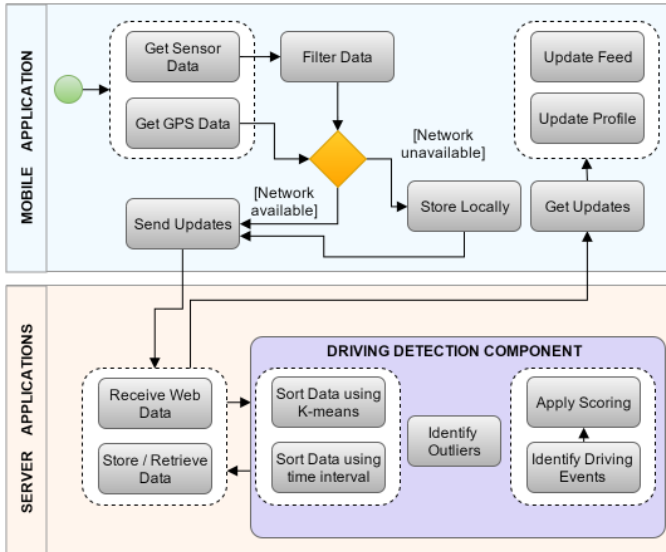 MOBILE APPLICATION
Get Sensor
Data
Filter Data
Get GPS Data
[Network
unavailable]
[Network
available]
Send Updates
Store Locally
Update Feed
Update Profile
Get Updates
SERVER APPLICATIONS
Receive Web
Data
Store / Retrieve
Data
DRIVING DETECTION COMPONENT
Sort Data using
K-means
Sort Data using
time interval
Identify
Outliers
Apply Scoring
Identify Driving
Events